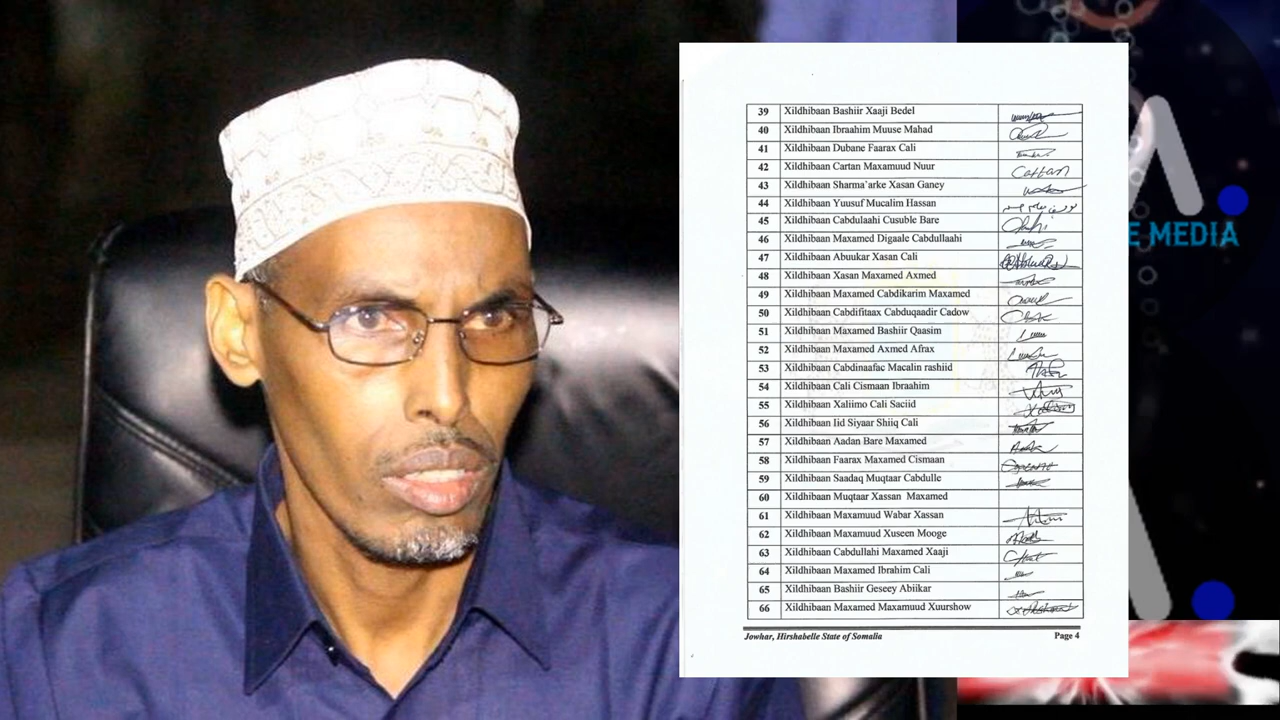 39 Xildhibaan Bashiir Xaaji Bedel
40 Xildhibaan Ibraahim Muuse Mahad
41 Xildhibaan Dubane Faarax Cali
42 Xildhibaan Cartan Maxamuud Nuur
43 Xildhibaan Sharma'arke Xasan Ganey
44 Xildhibaan Yuusuf Mucalim Hassan
45 Xildhibaan Cabdulaahi Cusuble Bare
46 Xildhibaan Maxamed Digaale Cabdullaahi
47 Xildhibaan Abuukar Xasan Cali
48 Xildhibaan Xasan Maxamed Axmed
49 Xildhibaan Maxamed Cabdikarim Maxamed
50 Xildhibaan Cabdifitaax Cabduqaadir Cadow
51 Xildhibaan Maxamed Bashiir Qaasim
52 Xildhibaan Maxamed Axmed Afrax
53 Xildhibaan Cabdinaafac Macalin rashiid
54 Xildhibaan Cali Cismaan Ibraahim
55 Xildhibaan Xaliimo Cali Saciid
56 Xildhibaan Iid Siyaar Shiiq Cali
57 Xildhibaan Aadan Bare Maxamed
58 Xildhibaan Faarax Maxamed Cismaan
59 Xildhibaan Saadaq Muqtaar Cabdulle
60 Xildhibaan Muqtaar Xassan Maxamed
61 Xildhibaan Maxamuud Wabar Xassan
62 Xildhibaan Maxamuud Xuseen Mooge
63 Xildhibaan Cabdullahi Maxamed Xaaji
64 Xildhibaan Maxamed Ibrahim Cali
65 Xildhibaan Bashiir Geseey Abiikar
66 Xildhibaan Maxamed Maxamuud Xuurshow
Jowhar, Hirshabelle State of Somalia Page 4
E MEDIA